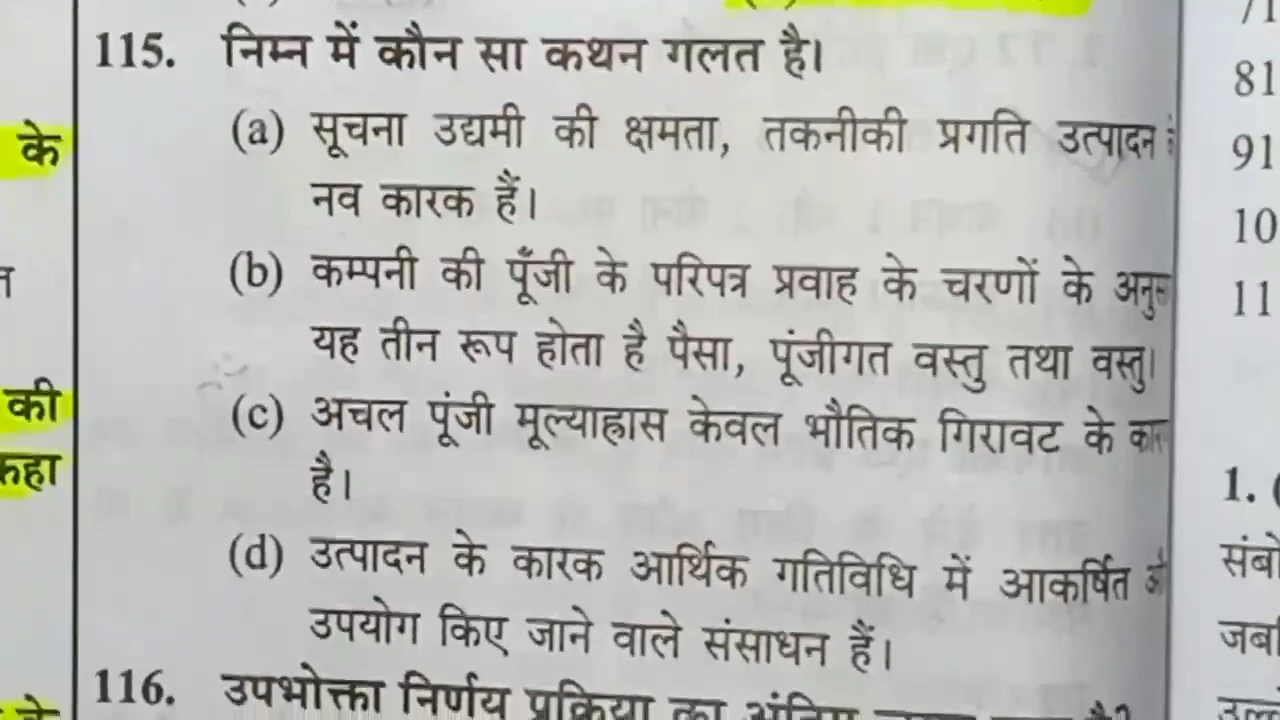 115. निम्न में कौन सा कथन गलत है।
(a) सूचना उद्यमी की क्षमता, तकनीकी प्रगति उत्पादन
नव कारक हैं।
(b) कम्पनी की पूँजी के परिपत्र प्रवाह के चरणों के
यह तीन रूप होता है पैसा, पूंजीगत वस्तु तथा वस्तु।
(c) अचल पूंजी मूल्याह्रास केवल भौतिक गिरावट के
है।
(d) उत्पादन के कारक आर्थिक गतिविधि में आकर्षित
उपयोग किए जाने वाले संसाधन हैं।
116. उपभोक्ता निर्णय प्रक्रिया का
के
की
कहा
81
91
10
11
1.